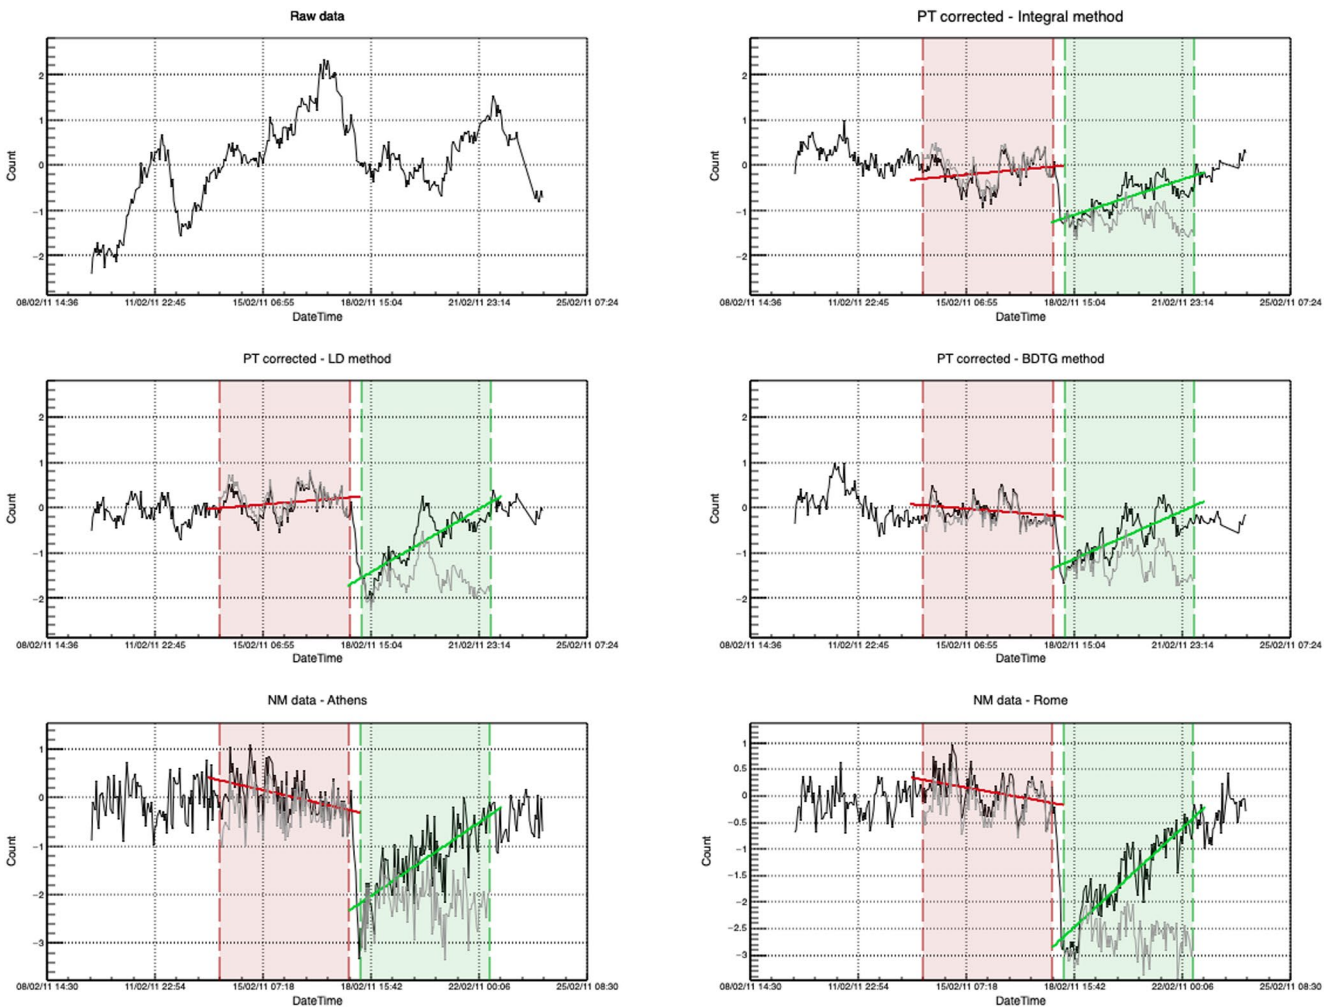 Raw data
Count
2
1
0
−1
−2
08/02/11 14:36 11/02/11 22:45 15/02/11 06:55 18/02/11 15:04 21/02/11 23:14 25/02/11 07:24
DateTime
PT corrected - Integral method
Count
2
1
0
−1
−2
08/02/11 14:36 11/02/11 22:45 15/02/11 06:55 18/02/11 15:04 21/02/11 23:14 25/02/11 07:24
DateTime
PT corrected - LD method
Count
2
1
0
−1
−2
08/02/11 14:36 11/02/11 22:45 15/02/11 06:55 18/02/11 15:04 21/02/11 23:14 25/02/11 07:24
DateTime
PT corrected - BDTG method
Count
2
1
0
−1
−2
08/02/11 14:36 11/02/11 22:45 15/02/11 06:55 18/02/11 15:04 21/02/11 23:14 25/02/11 07:24
DateTime
NM data - Athens
Count
1
0
−1
−2
−3
08/02/11 14:30 11/02/11 22:54 15/02/11 07:18 18/02/11 15:42 22/02/11 00:06 25/02/11 08:30
DateTime
NM data - Rome
Count
1
0.5
0
−0.5
−1
−1.5
−2
−2.5
−3
08/02/11 14:30 11/02/11 22:54 15/02/11 07:18 18/02/11 15:42 22/02/11 00:06 25/02/11 08:30
DateTime